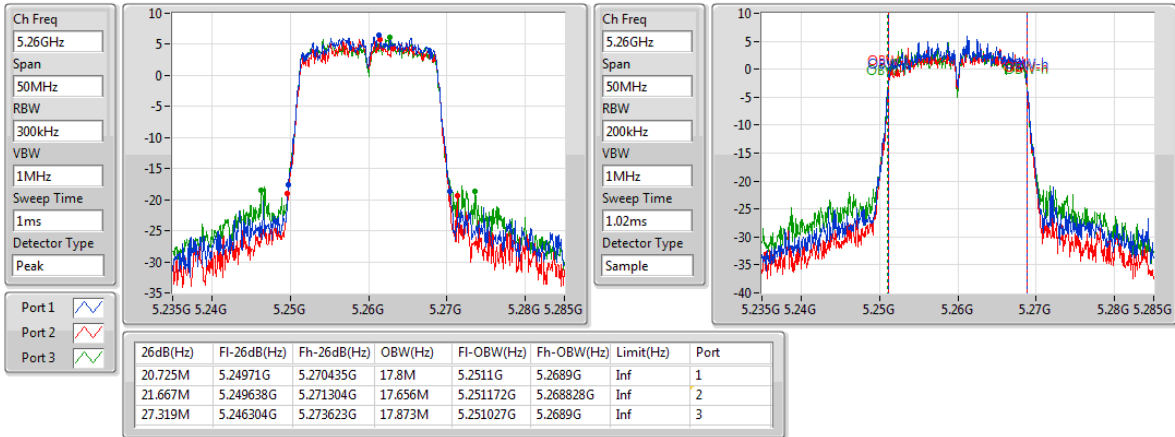 Ch Freq
5.26GHz
Span
50MHz
RBW
300kHz
VBW
1MHz
Sweep Time
1ms
Detector Type
Peak
10
5
0
-5
-10
-15
-20
-25
-30
-35
5.235G 5.24G 5.25G 5.26G 5.27G 5.28G 5.285G
Ch Freq
5.26GHz
Span
50MHz
RBW
200kHz
VBW
1MHz
Sweep Time
1.02ms
Detector Type
Sample
10
5
0
-5
-10
-15
-20
-25
-30
-35
-40
5.235G 5.24G 5.25G 5.26G 5.27G 5.28G 5.285G
Port 1
Port 2
Port 3
26dB(Hz) Fl-26dB(Hz) Fh-26dB(Hz) OBW(Hz) Fl-OBW(Hz) Fh-OBW(Hz) Limit(Hz) Port
20.725M 5.24971G 5.270435G 17.8M 5.2511G 5.2689G Inf 1
21.667M 5.249638G 5.271304G 17.656M 5.251172G 5.268828G Inf 2
27.319M 5.246304G 5.273623G 17.873M 5.251027G 5.2689G Inf 3